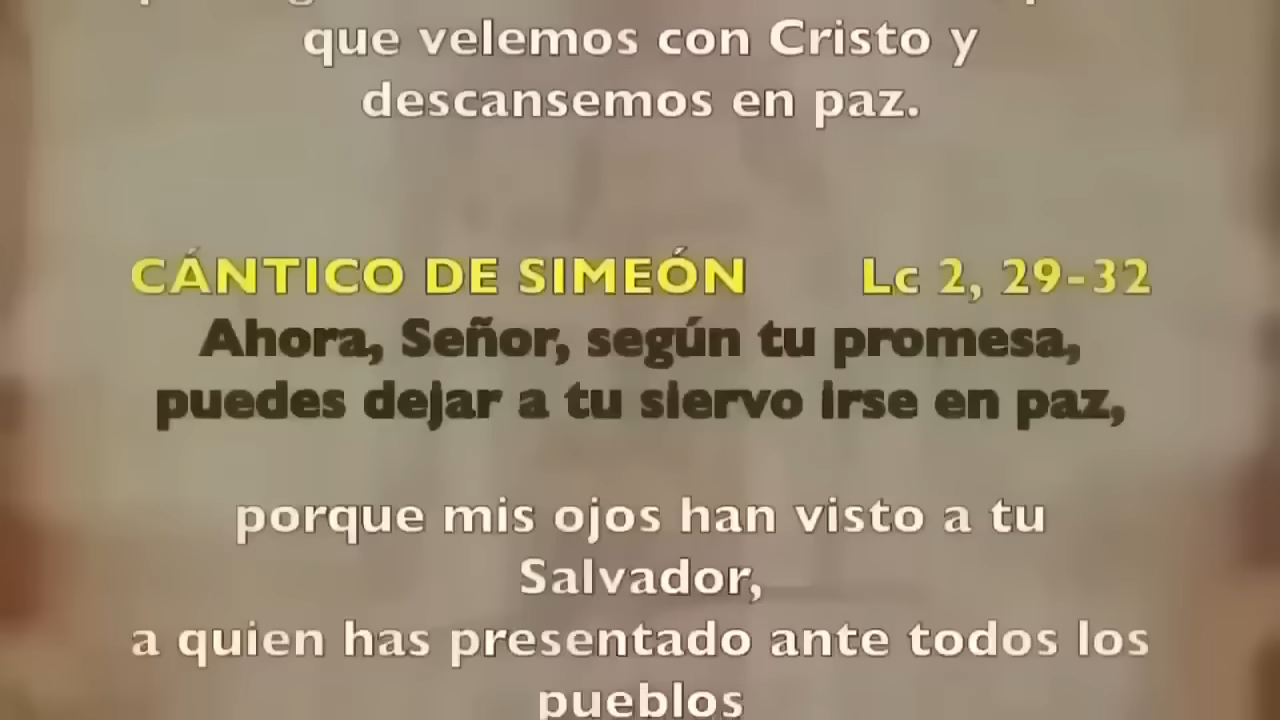 que velemos con Cristo y
descansemos en paz.
CÁNTICO DE SIMEÓN Lc 2, 29-32
Ahora, Señor, según tu promesa,
puedes dejar a tu siervo irse en paz,
porque mis ojos han visto a tu
Salvador,
a quien has presentado ante todos los
pueblos